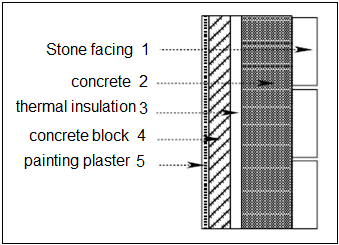 Stone facing 1
concrete 2
thermal insulation 3
concrete block 4
painting plaster 5